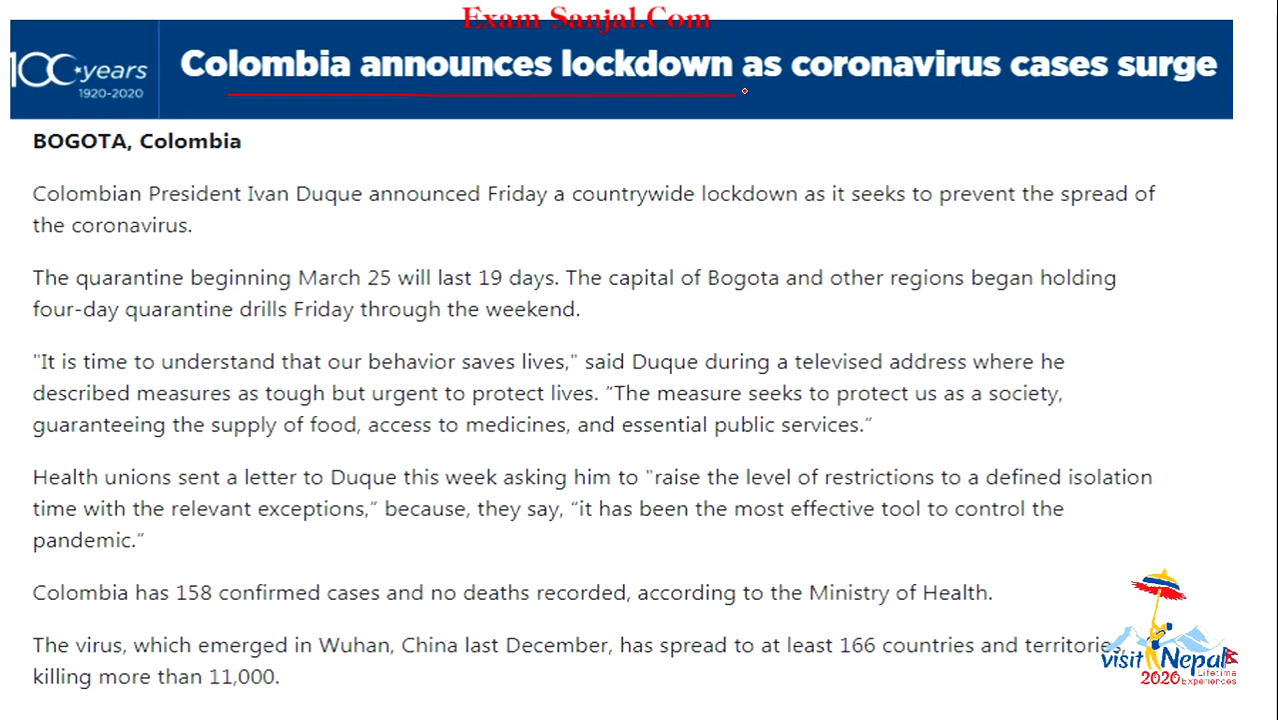 Exam Sanjal.Com
100 years
1920-2020
Colombia announces lockdown as coronavirus cases surge
BOGOTA, Colombia
Colombian President Ivan Duque announced Friday a countrywide lockdown as it seeks to prevent the spread of
the coronavirus.
The quarantine beginning March 25 will last 19 days. The capital of Bogota and other regions began holding
four-day quarantine drills Friday through the weekend.
"It is time to understand that our behavior saves lives," said Duque during a televised address where he
described measures as tough but urgent to protect lives. “The measure seeks to protect us as a society,
guaranteeing the supply of food, access to medicines, and essential public services.”
Health unions sent a letter to Duque this week asking him to "raise the level of restrictions to a defined isolation
time with the relevant exceptions,” because, they say, “it has been the most effective tool to control the
pandemic.”
Colombia has 158 confirmed cases and no deaths recorded, according to the Ministry of Health.
The virus, which emerged in Wuhan, China last December, has spread to at least 166 countries and territories,
killing more than 11,000.
visit Nepal
2020 Lifetime
Experiences